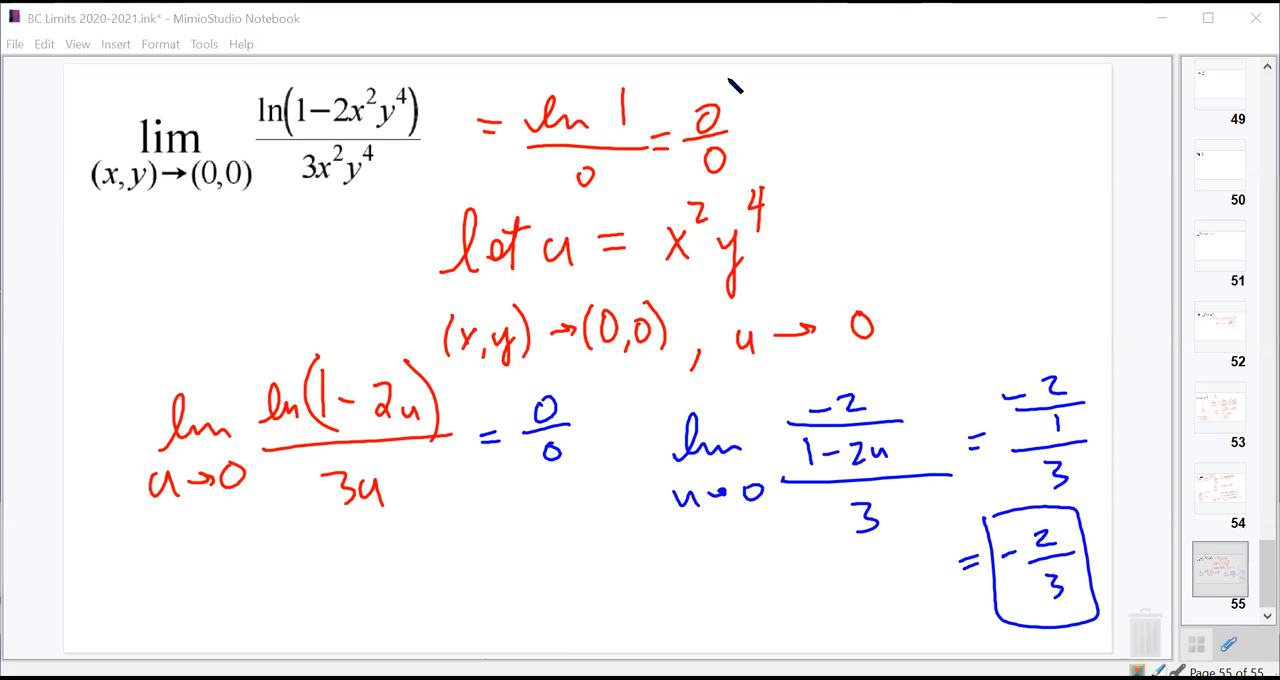 BC Limits 2020-2021.ink* - MimioStudio Notebook
File Edit View Insert Format Tools Help
lim (x,y)→(0,0) ln(1−2x²y⁴) / 3x²y⁴ = ln 1 / 0 = 0/0
let u = x² y⁴
(x,y) → (0,0) , u → 0
lim u→0 ln(1-2u) / 3u = 0/0
lim u→0 (-2 / (1-2u)) / 3 = (-2 / 1) / 3
= -2/3
49
50
51
52
53
54
55
Page 55 of 55